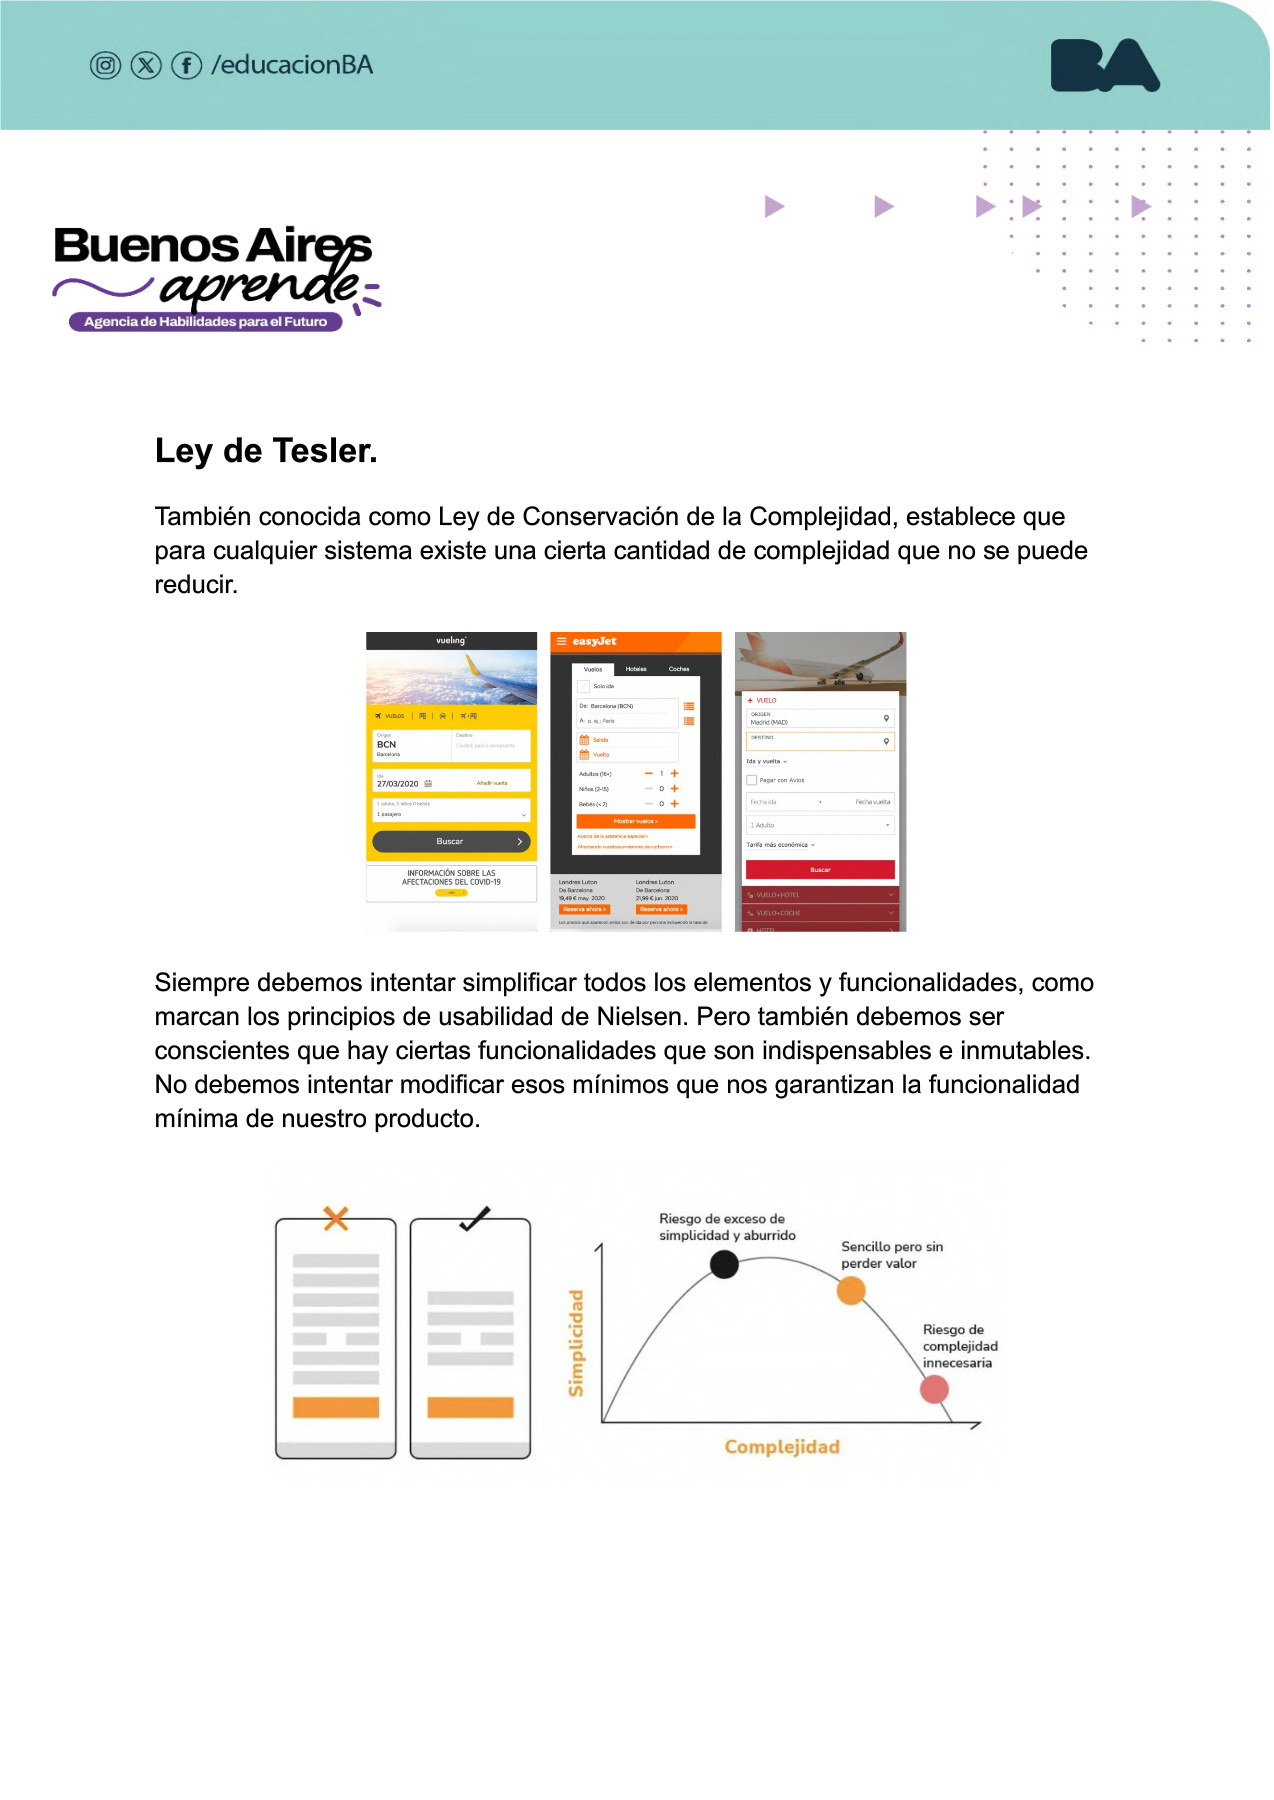 /educacionBA
BA
Buenos Aires
aprende
Agencia de Habilidades para el Futuro
Ley de Tesler.
También conocida como Ley de Conservación de la Complejidad, establece que
para cualquier sistema existe una cierta cantidad de complejidad que no se puede
reducir.
vueling
VUELOS
Origen
Destino
BCN
Ciudad, país o aeropuerto
Barcelona
Ida
27/03/2020
Añadir vuelta
1 adulto, 0 niños 0 bebés
1 pasajero
Buscar
INFORMACIÓN SOBRE LAS
AFECTACIONES DEL COVID-19
easyJet
Vuelos Hoteles Coches
Solo ida
De: Barcelona (BCN)
A: p. ej.: París
Salida
Vuelta
Adultos (16+) − 1 +
Niños (2-15) − 0 +
Bebés (< 2) − 0 +
Mostrar vuelos >
Acerca de la asistencia especial >
Afrontando nuestras emisiones de carbono >
Londres Luton Londres Luton
De Barcelona De Barcelona
19,49 € may. 2020 21,99 € jun. 2020
Reserva ahora > Reserva ahora >
Los precios que aparecen arriba son de ida por persona incluyendo la tasa de
VUELO
ORIGEN
Madrid (MAD)
DESTINO
Ida y vuelta
Pagar con Avios
Fecha ida Fecha vuelta
1 Adulto
Tarifa más económica
Buscar
VUELO+HOTEL
VUELO+COCHE
HOTEL
Siempre debemos intentar simplificar todos los elementos y funcionalidades, como
marcan los principios de usabilidad de Nielsen. Pero también debemos ser
conscientes que hay ciertas funcionalidades que son indispensables e inmutables.
No debemos intentar modificar esos mínimos que nos garantizan la funcionalidad
mínima de nuestro producto.
Riesgo de exceso de
simplicidad y aburrido
Sencillo pero sin
perder valor
Riesgo de
complejidad
innecesaria
Simplicidad
Complejidad